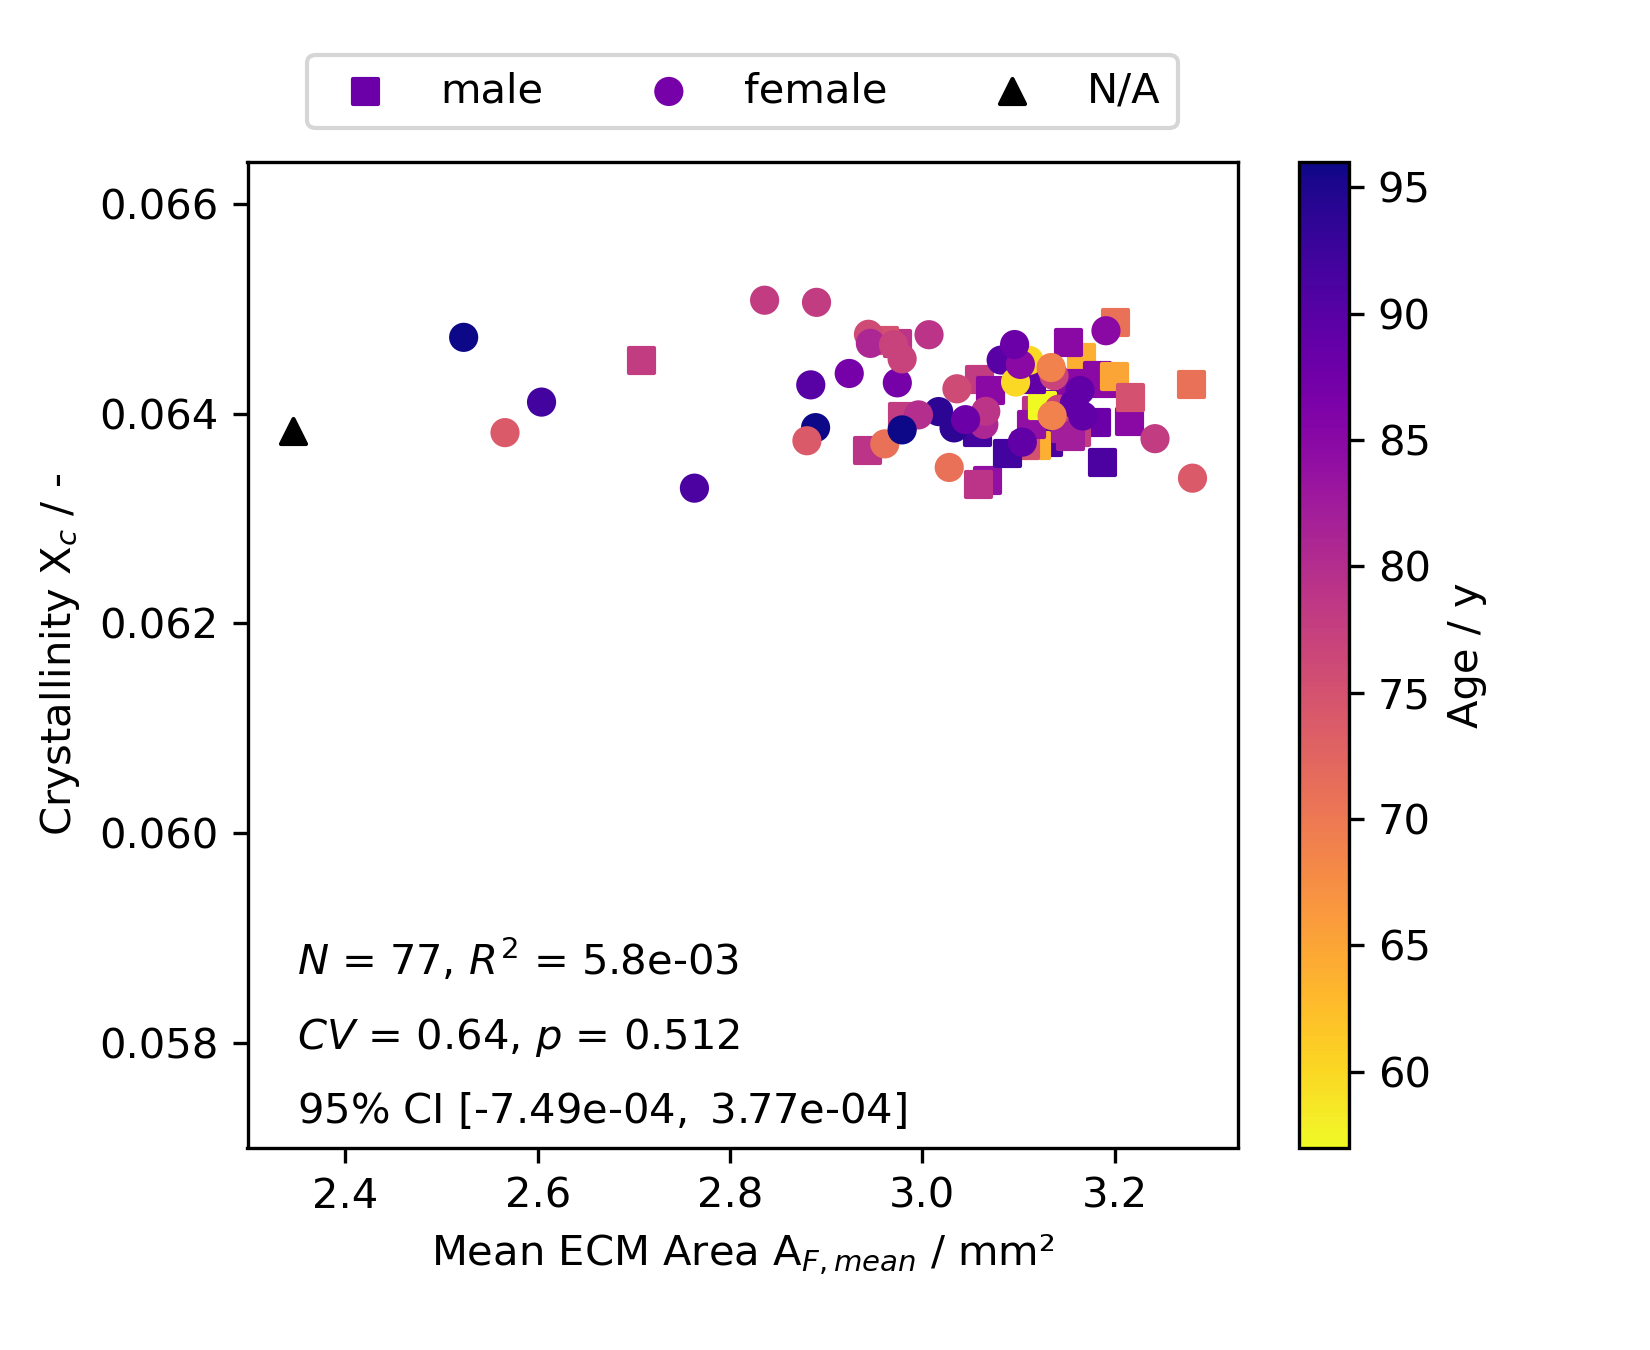 male female N/A
0.066
0.064
0.062
0.060
0.058
Crystallinity X_c / -
N = 77, R² = 5.8e-03
CV = 0.64, p = 0.512
95% CI [-7.49e-04, 3.77e-04]
2.4 2.6 2.8 3.0 3.2
Mean ECM Area A_F,mean / mm²
95
90
85
80
75
70
65
60
Age / y